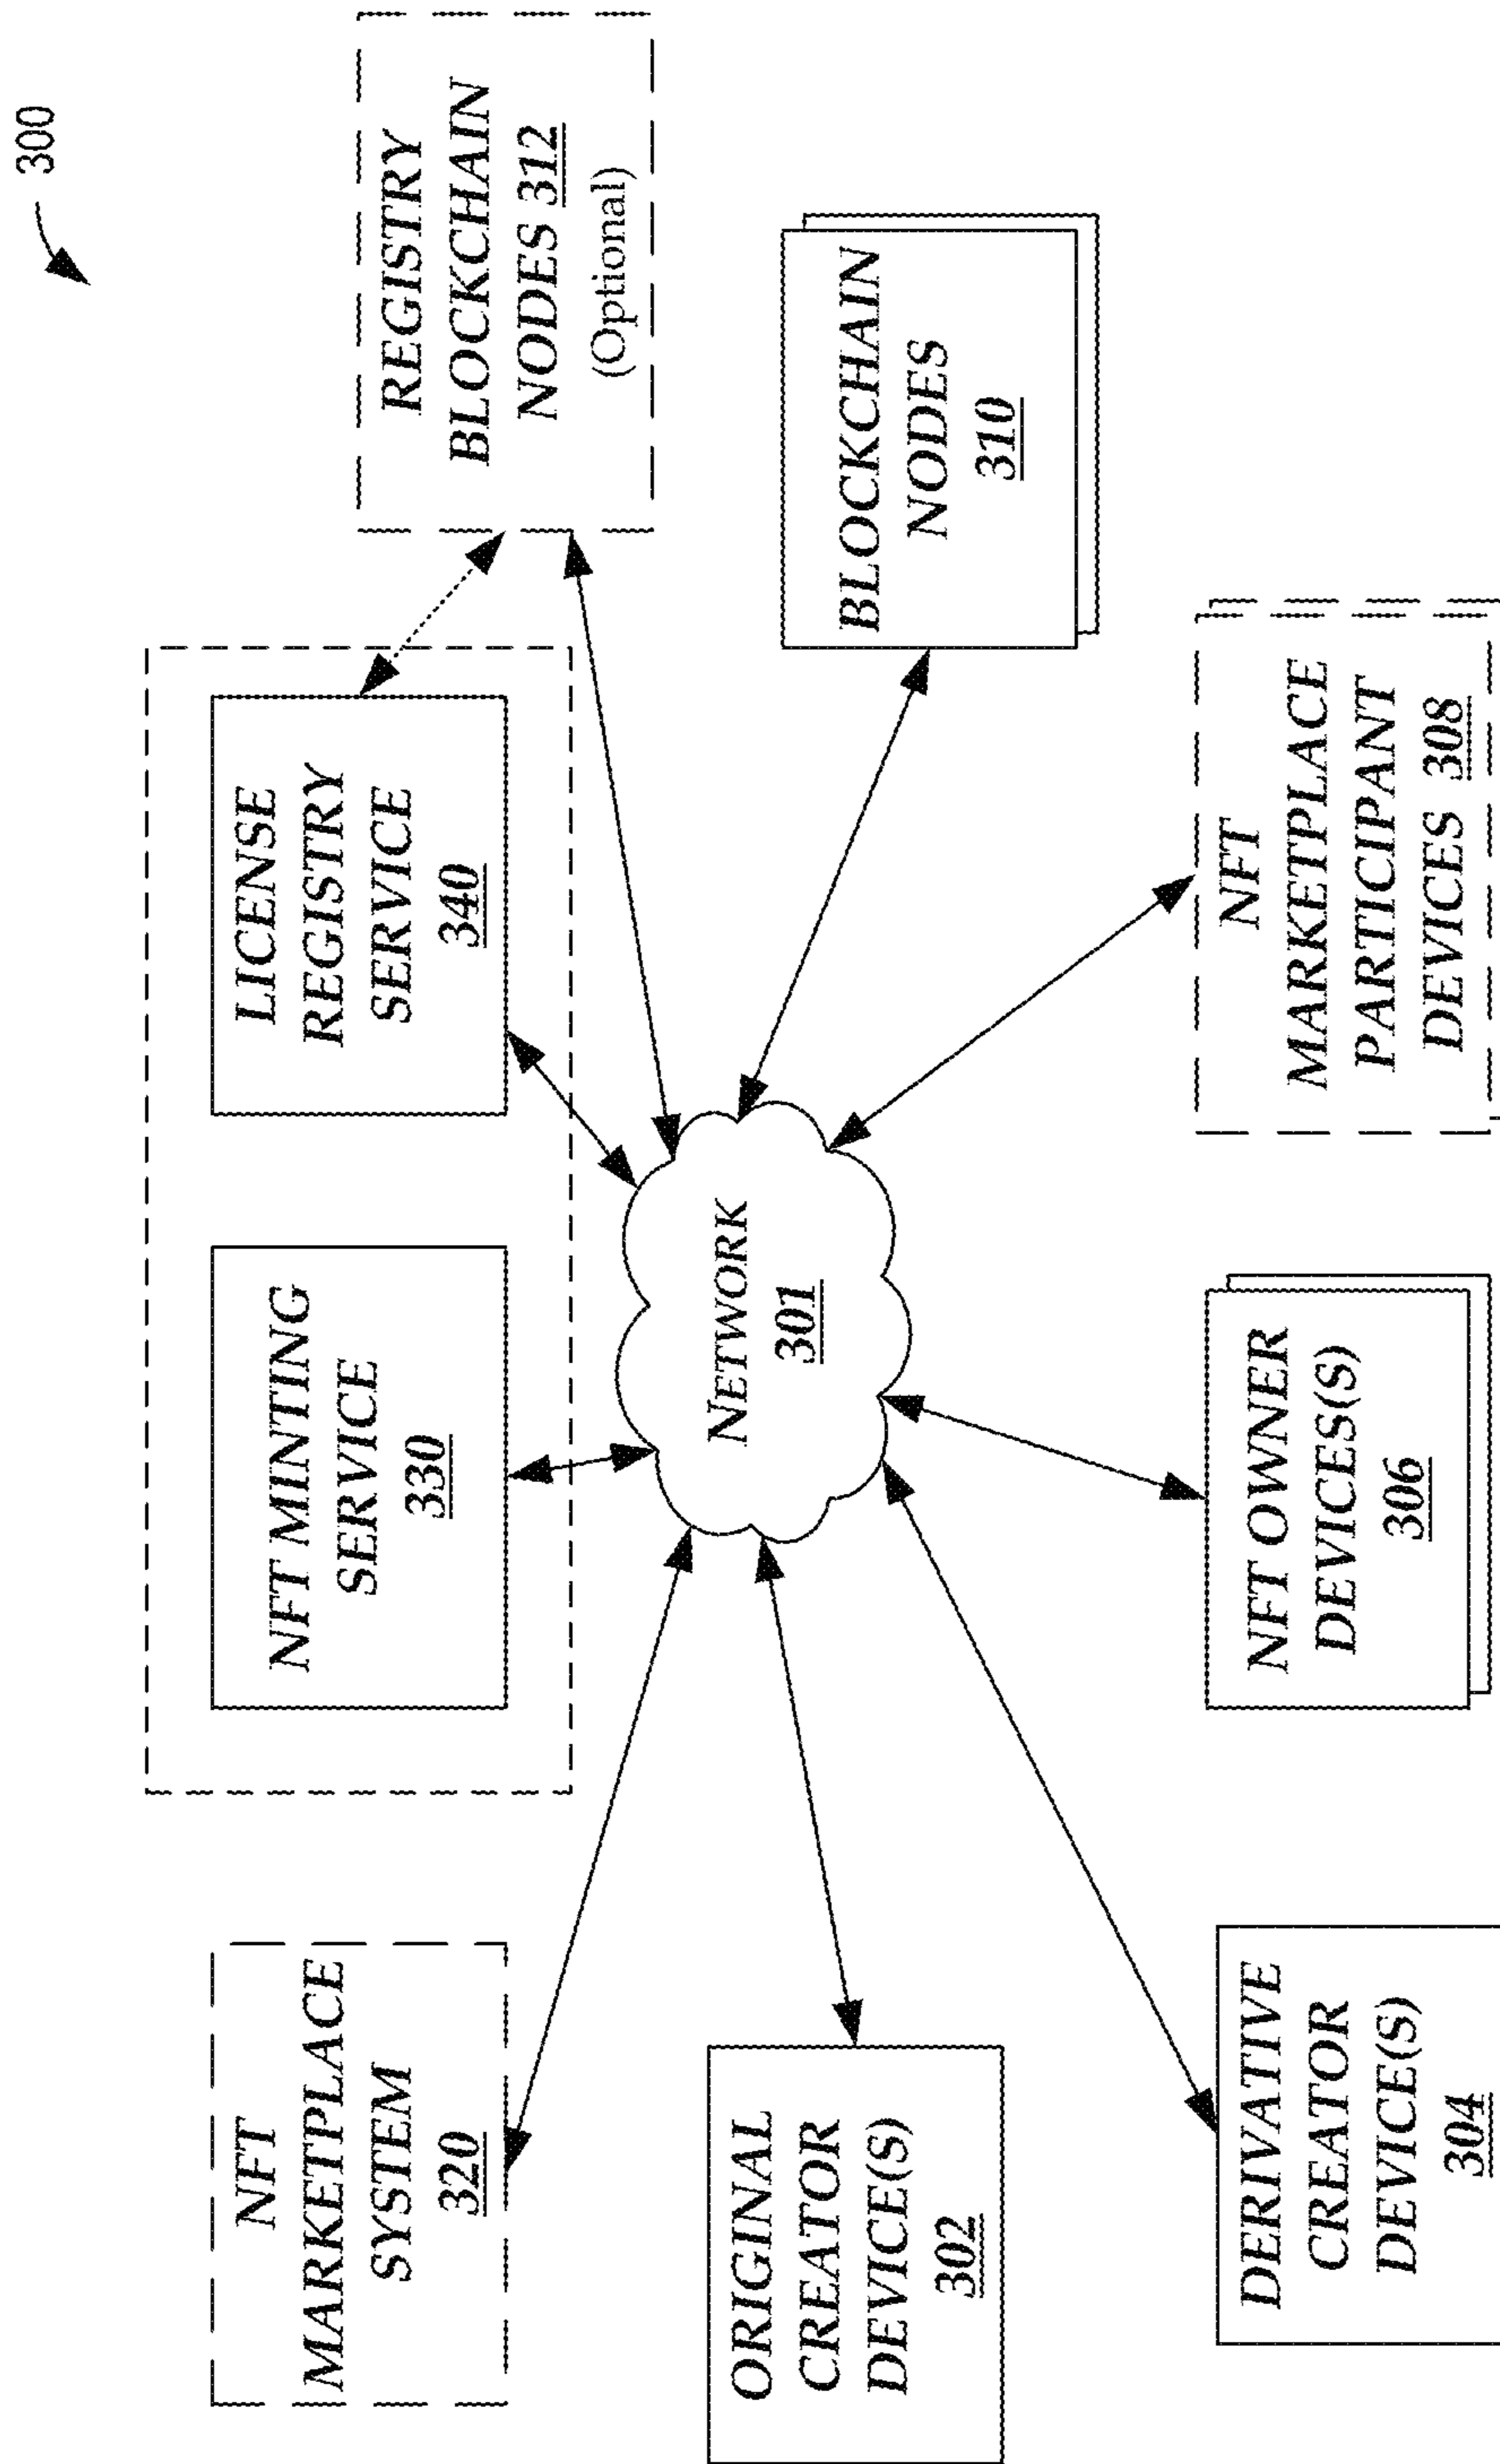 300
NFT
MARKETPLACE
SYSTEM
320
NFT MINTING
SERVICE
330
LICENSE
REGISTRY
SERVICE
340
REGISTRY
BLOCKCHAIN
NODES 312
(Optional)
ORIGINAL
CREATOR
DEVICE(S)
302
NETWORK
301
BLOCKCHAIN
NODES
310
DERIVATIVE
CREATOR
DEVICE(S)
304
NFT OWNER
DEVICES(S)
306
NFT
MARKETPLACE
PARTICIPANT
DEVICES 308